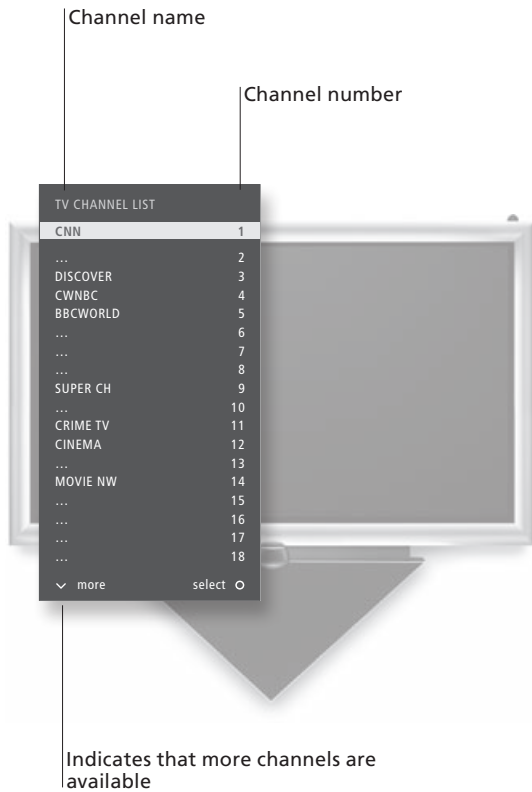 Channel name
Channel number
TV CHANNEL LIST
CNN 1
... 2
DISCOVER 3
CWNBC 4
BBCWORLD 5
... 6
... 7
... 8
SUPER CH 9
... 10
CRIME TV 11
CINEMA 12
... 13
MOVIE NW 14
... 15
... 16
... 17
... 18
more select
Indicates that more channels are
available